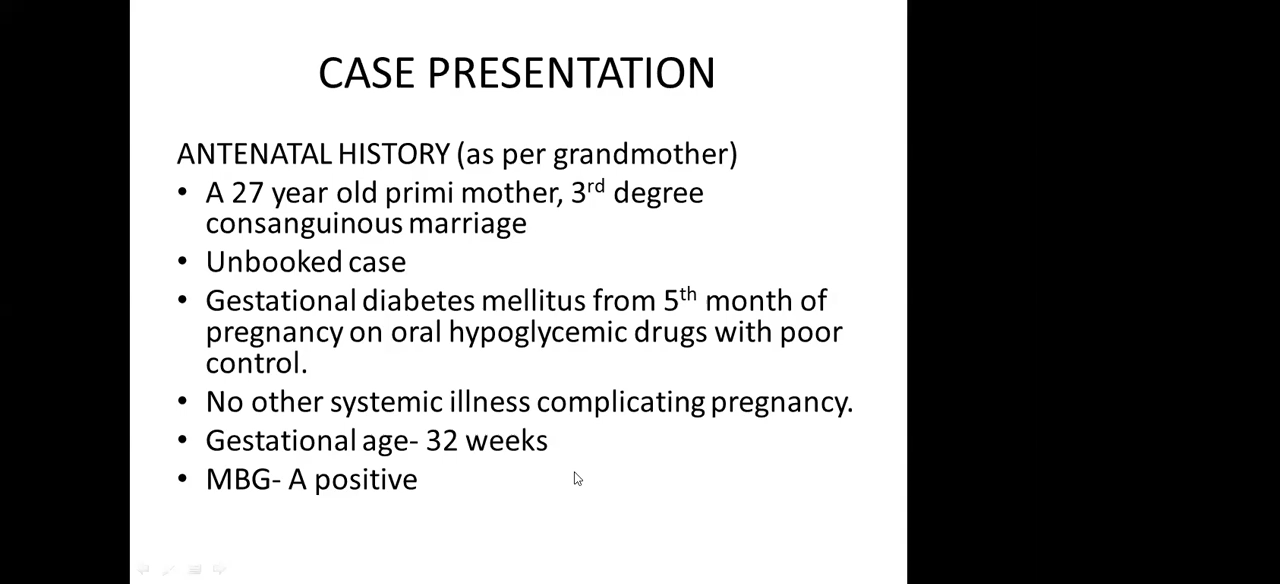 CASE PRESENTATION
ANTENATAL HISTORY (as per grandmother)
• A 27 year old primi mother, 3rd degree
consanguinous marriage
• Unbooked case
• Gestational diabetes mellitus from 5th month of
pregnancy on oral hypoglycemic drugs with poor
control.
• No other systemic illness complicating pregnancy.
• Gestational age- 32 weeks
• MBG- A positive